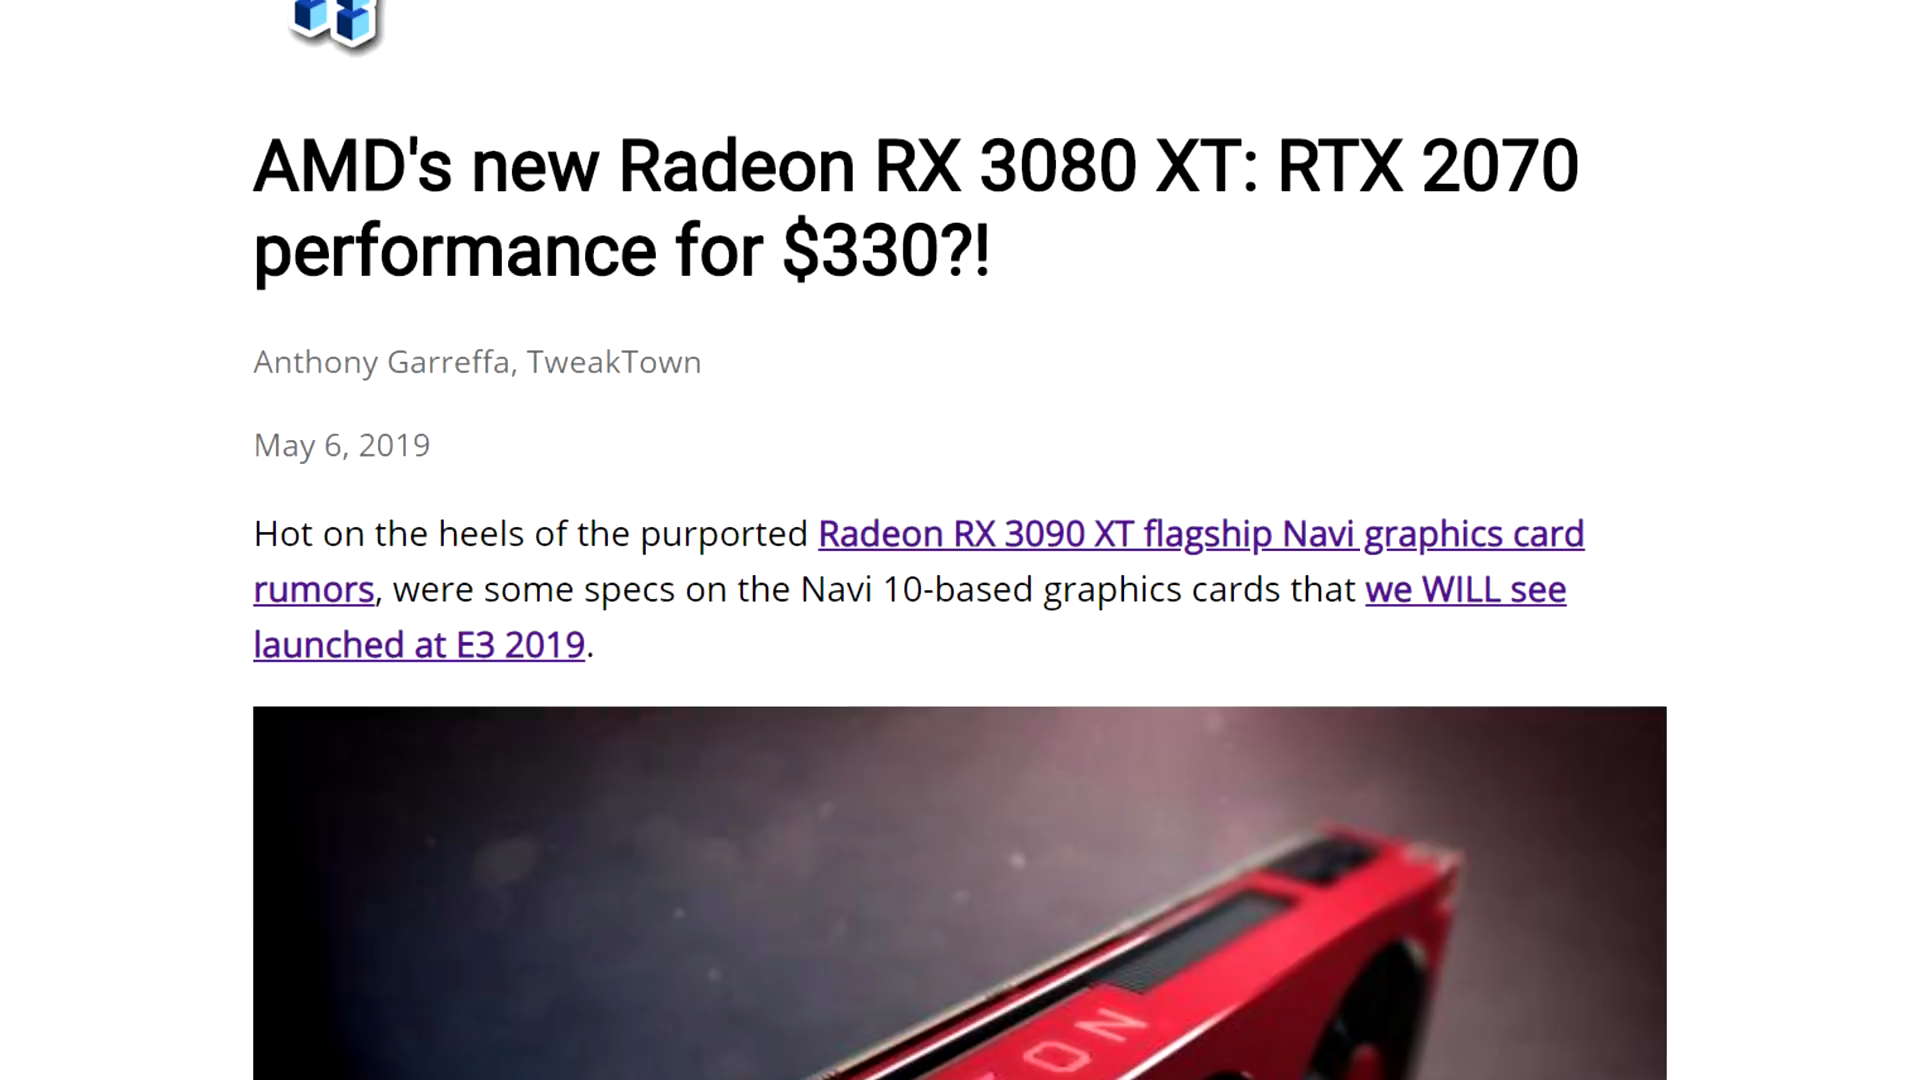 AMD's new Radeon RX 3080 XT: RTX 2070
performance for $330?!
Anthony Garreffa, TweakTown
May 6, 2019
Hot on the heels of the purported Radeon RX 3090 XT flagship Navi graphics card
rumors, were some specs on the Navi 10-based graphics cards that we WILL see
launched at E3 2019.
ON